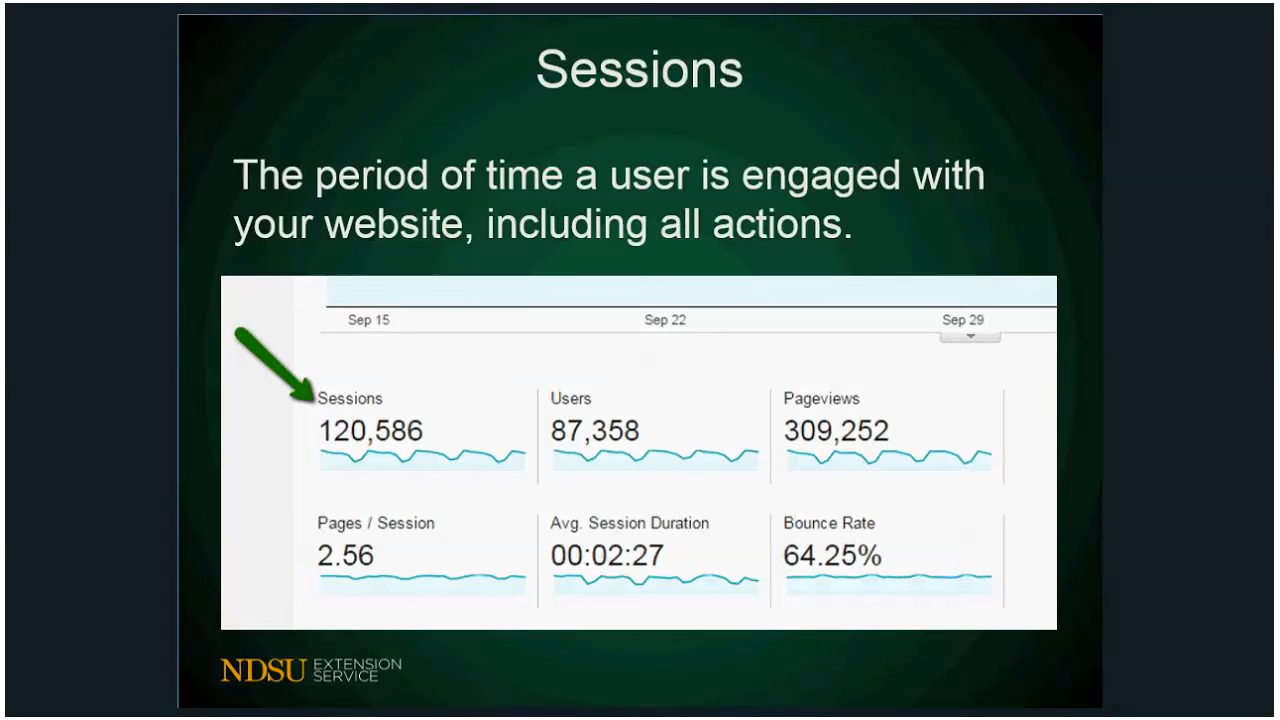 Sessions
The period of time a user is engaged with
your website, including all actions.
Sep 15 Sep 22 Sep 29
Sessions Users Pageviews
120,586 87,358 309,252
Pages / Session Avg. Session Duration Bounce Rate
2.56 00:02:27 64.25%
NDSU EXTENSION
SERVICE